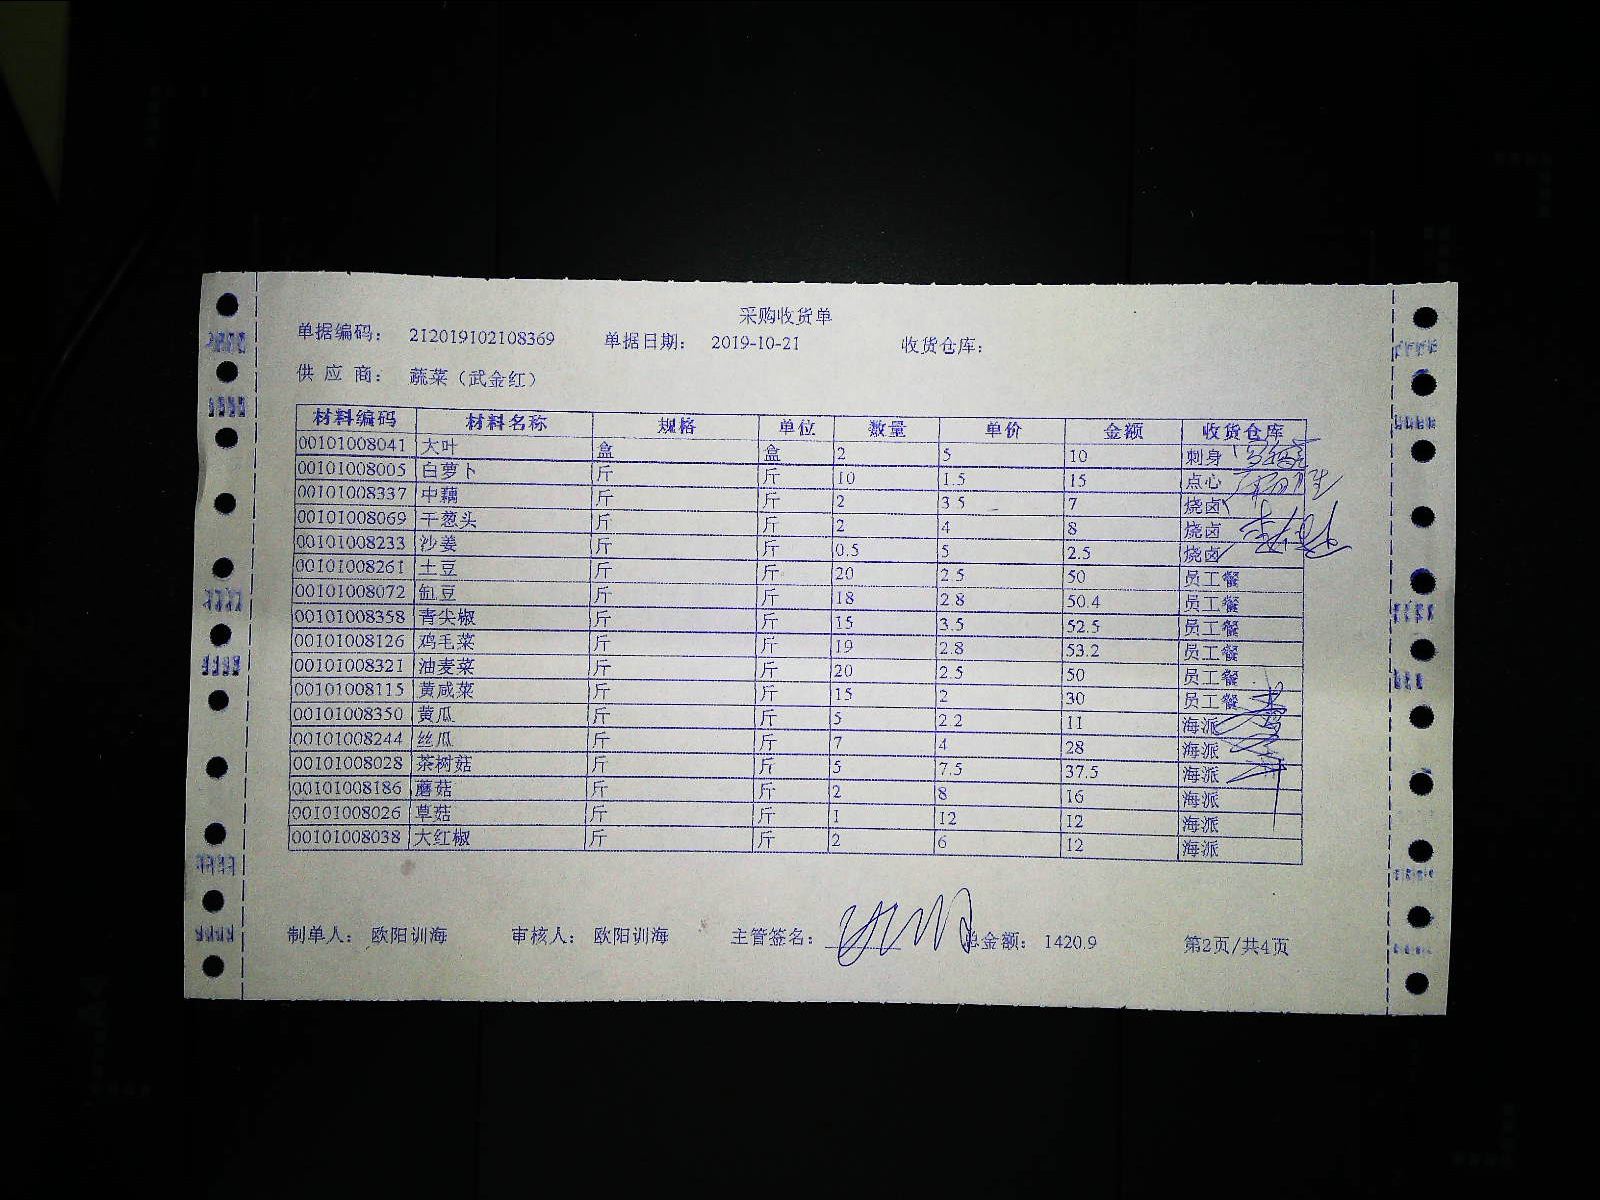 采购收货单
单据编码： 212019102108369 单据日期： 2019-10-21 收货仓库：
供 应 商： 蔬菜（武金红）
材料编码 材料名称 规格 单位 数量 单价 金额 收货仓库
00101008041 大叶 盒 盒 2 5 10 刺身
00101008005 白萝卜 斤 斤 10 1.5 15 点心
00101008337 中藕 斤 斤 2 3.5 7 烧卤
00101008069 干葱头 斤 斤 2 4 8 烧卤
00101008233 沙姜 斤 斤 0.5 5 2.5 烧卤
00101008261 土豆 斤 斤 20 2.5 50 员工餐
00101008072 缸豆 斤 斤 18 2.8 50.4 员工餐
00101008358 青尖椒 斤 斤 15 3.5 52.5 员工餐
00101008126 鸡毛菜 斤 斤 19 2.8 53.2 员工餐
00101008321 油麦菜 斤 斤 20 2.5 50 员工餐
00101008115 黄咸菜 斤 斤 15 2 30 员工餐
00101008350 黄瓜 斤 斤 5 2.2 11 海派
00101008244 丝瓜 斤 斤 7 4 28 海派
00101008028 茶树菇 斤 斤 5 7.5 37.5 海派
00101008186 蘑菇 斤 斤 2 8 16 海派
00101008026 草菇 斤 斤 1 12 12 海派
00101008038 大红椒 斤 斤 2 6 12 海派
制单人： 欧阳训海 审核人： 欧阳训海 主管签名： 总金额： 1420.9 第2页/共4页